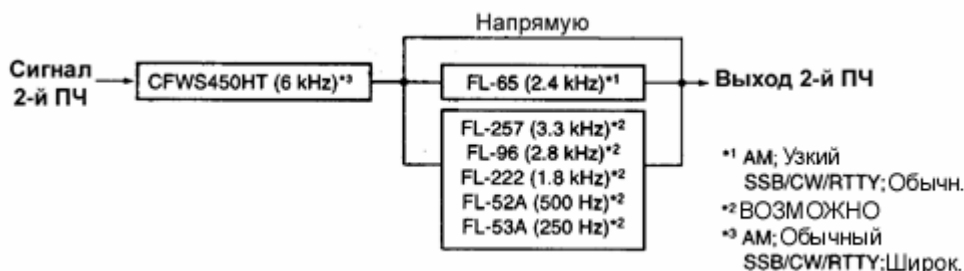 Напрямую
Сигнал
2-й ПЧ
CFWS450HT (6 kHz)*³
FL-65 (2.4 kHz)*¹
Выход 2-й ПЧ
FL-257 (3.3 kHz)*²
FL-96 (2.8 kHz)*²
FL-222 (1.8 kHz)*²
FL-52A (500 Hz)*²
FL-53A (250 Hz)*²
*¹ AM; Узкий
SSB/CW/RTTY; Обычн.
*² ВОЗМОЖНО
*³ AM; Обычный
SSB/CW/RTTY; Широк.